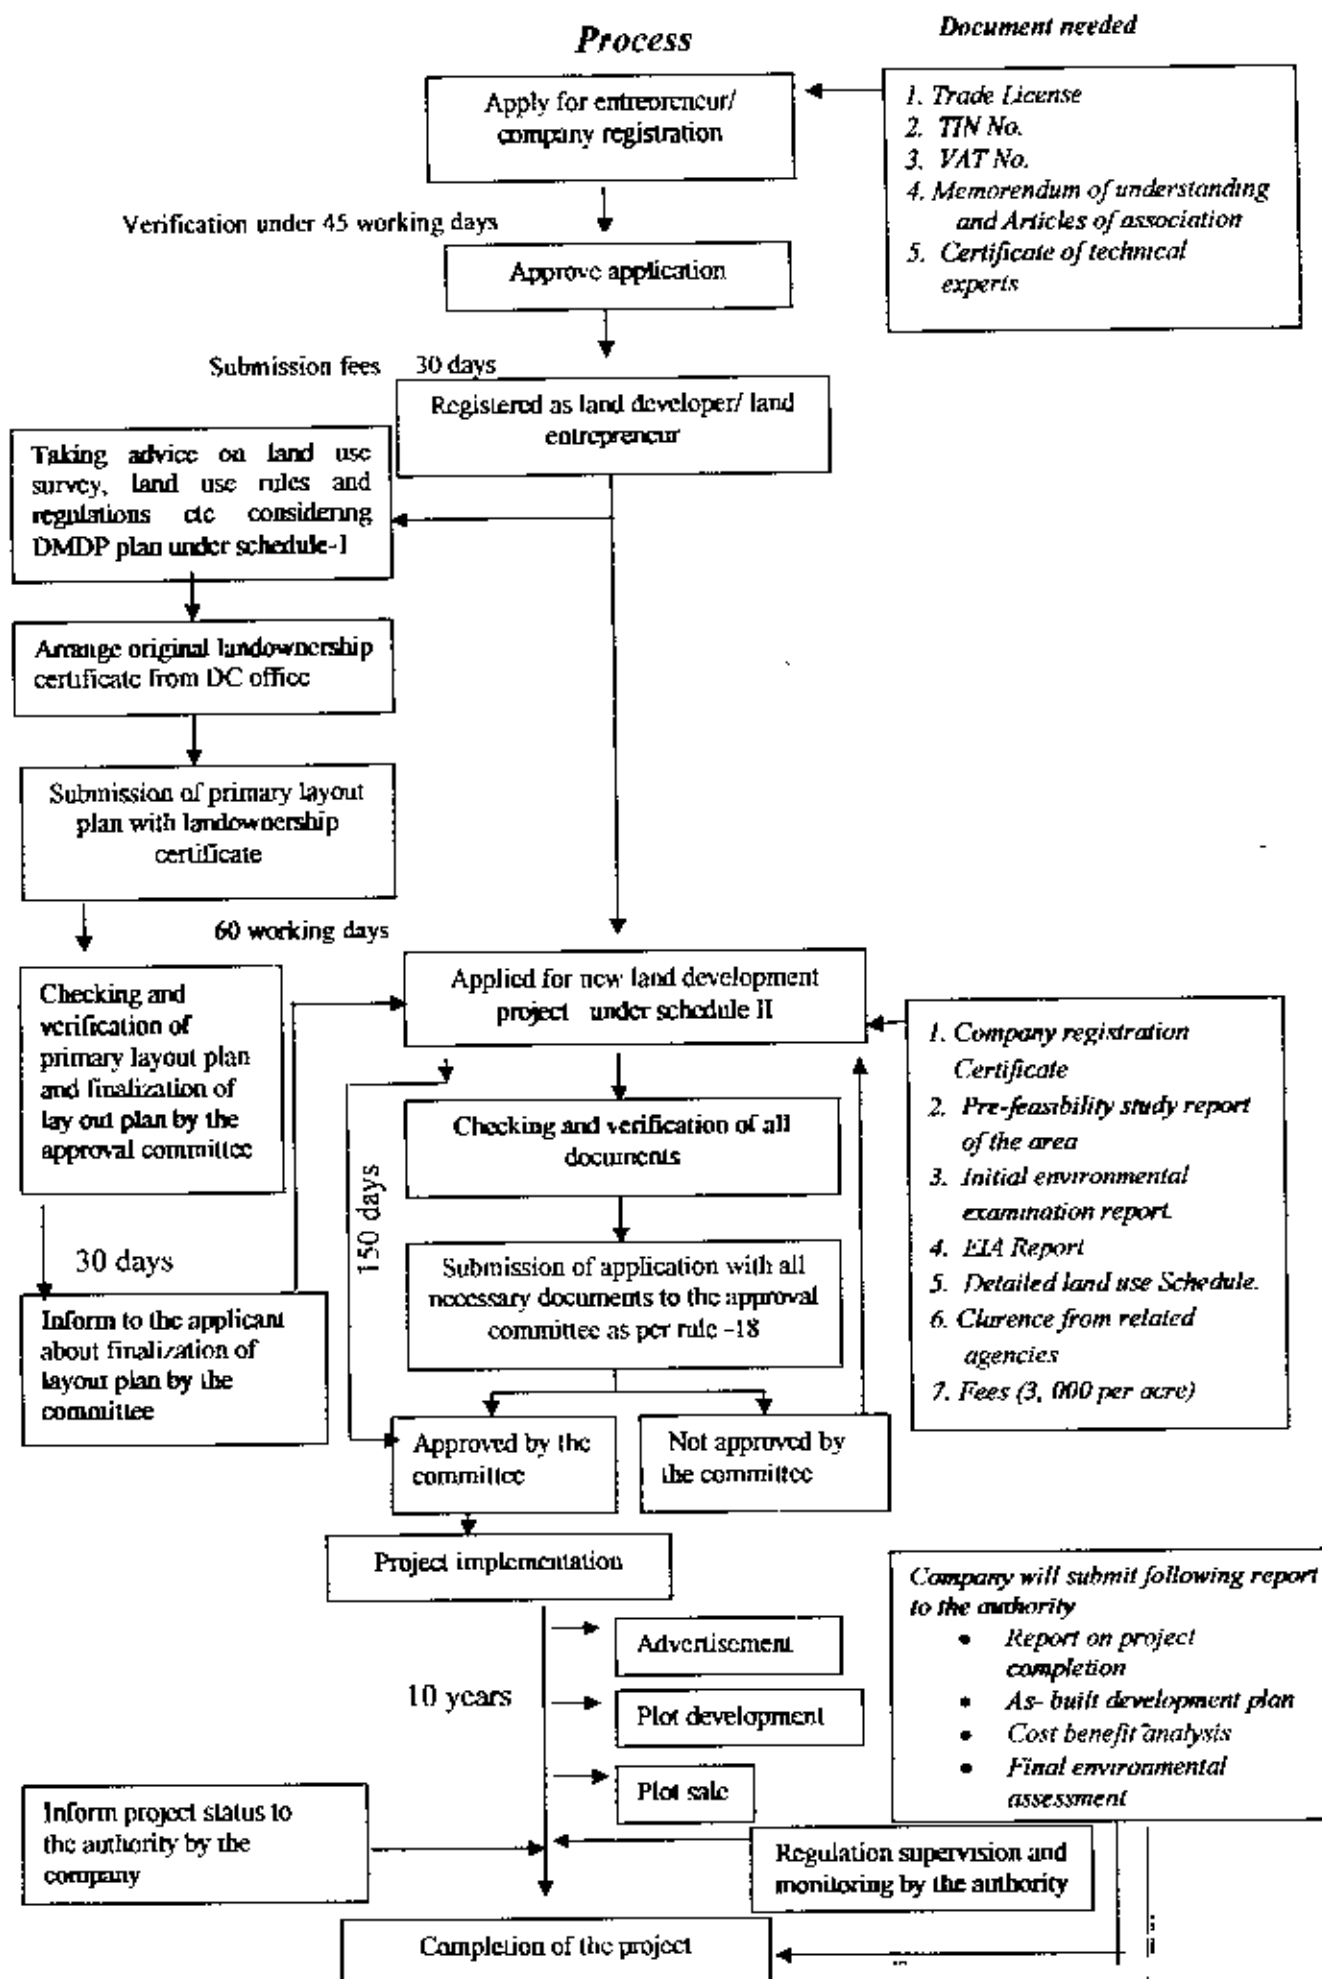 Process
Document needed
Apply for entreprencur/
company registration
1. Trade License
2. TIN No.
3. VAT No.
4. Memorendum of understanding
and Articles of association
5. Certificate of technical
experts
Verification under 45 working days
Approve application
Submission fees 30 days
Registered as land developer/ land
entrepreneur
Taking advice on land use
survey, land use rules and
regulations etc considering
DMDP plan under schedule-I
Arrange original landownership
certificate from DC office
Submission of primary layout
plan with landownership
certificate
60 working days
Checking and
verification of
primary layout plan
and finalization of
lay out plan by the
approval committee
30 days
Inform to the applicant
about finalization of
layout plan by the
committee
Applied for new land development
project under schedule II
150 days
Checking and verification of all
documents
Submission of application with all
necessary documents to the approval
committee as per rule -18
Approved by the
committee
Not approved by
the committee
1. Company registration
Certificate
2. Pre-feasibility study report
of the area
3. Initial environmental
examination report.
4. EIA Report
5. Detailed land use Schedule.
6. Clarence from related
agencies
7. Fees (3, 000 per acre)
Project implementation
Advertisement
10 years
Plot development
Plot sale
Company will submit following report
to the authority
• Report on project
completion
• As- built development plan
• Cost benefit analysis
• Final environmental
assessment
Inform project status to
the authority by the
company
Regulation supervision and
monitoring by the authority
Completion of the project